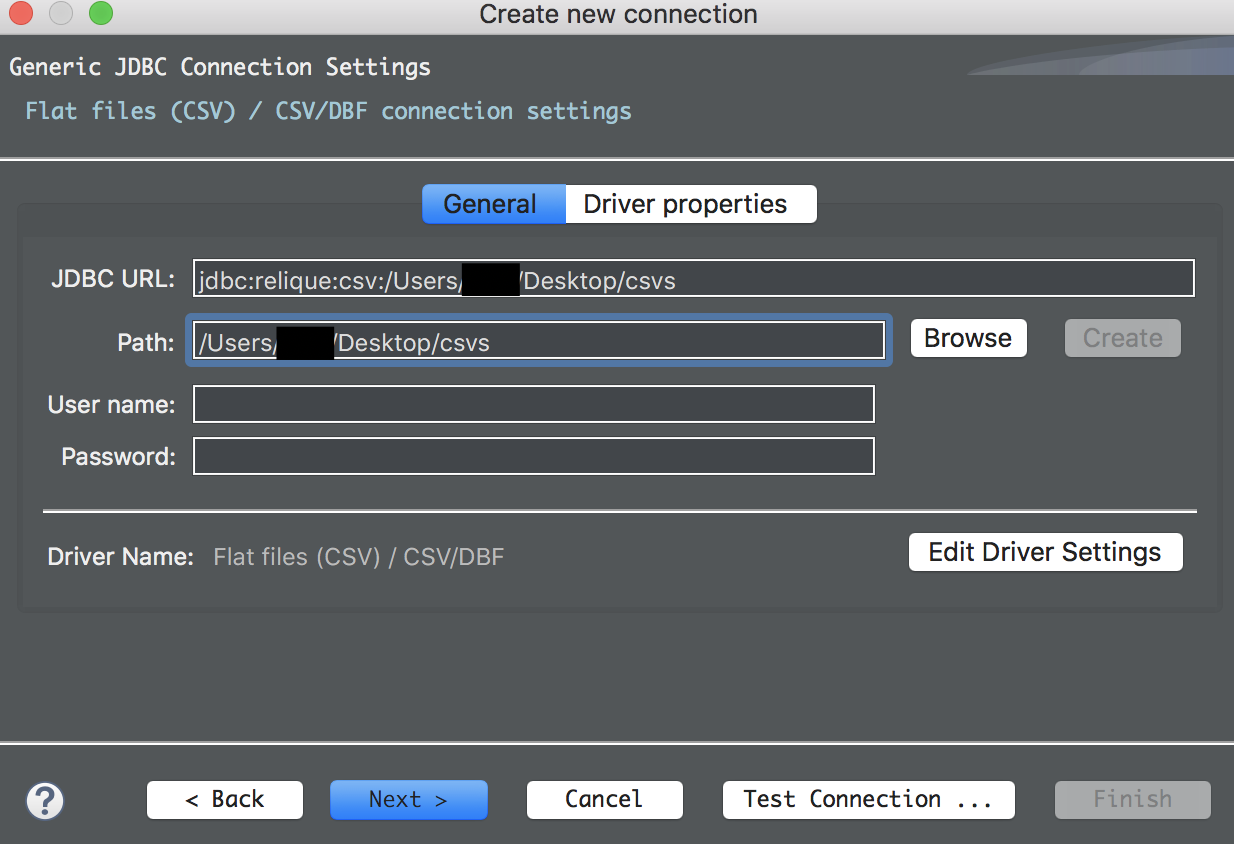 Create new connection
Generic JDBC Connection Settings
Flat files (CSV) / CSV/DBF connection settings
General Driver properties
JDBC URL: jdbc:relique:csv:/Users/ /Desktop/csvs
Path: /Users/ /Desktop/csvs Browse Create
User name:
Password:
Driver Name: Flat files (CSV) / CSV/DBF Edit Driver Settings
? < Back Next > Cancel Test Connection ... Finish